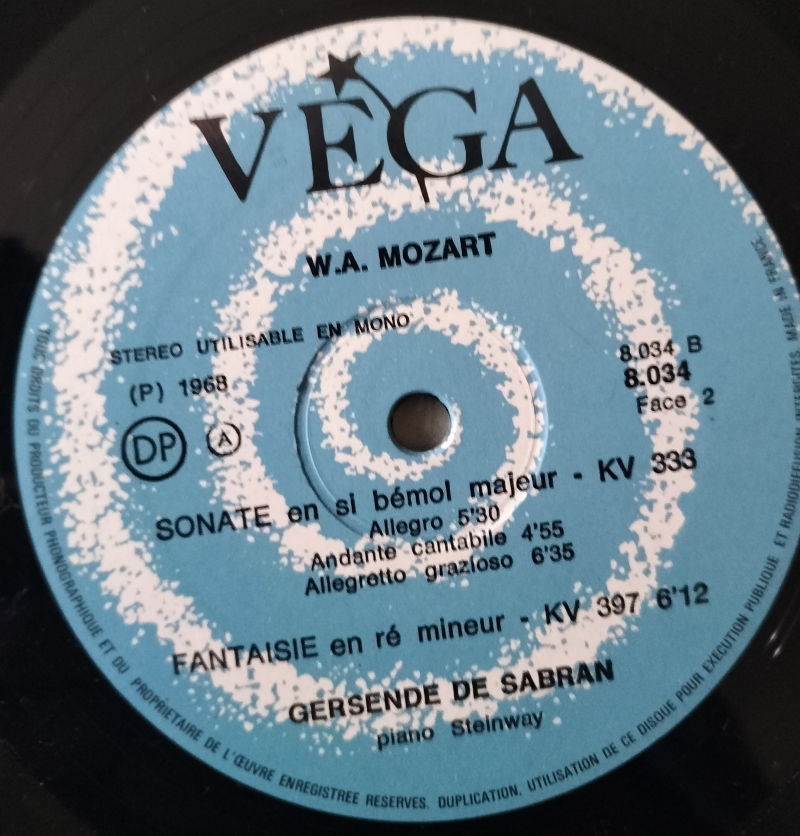 VEGA
W.A. MOZART
STEREO UTILISABLE EN MONO
(P) 1968
DP A
8.034 B
8.034
Face 2
SONATE en si bémol majeur - KV 333
Allegro 5'30
Andante cantabile 4'55
Allegretto grazioso 6'35
FANTAISIE en ré mineur - KV 397 6'12
GERSENDE DE SABRAN
piano Steinway
TOUS DROITS DU PRODUCTEUR PHONOGRAPHIQUE ET DU PROPRIETAIRE DE L'ŒUVRE ENREGISTREE RESERVES. DUPLICATION, UTILISATION DE CE DISQUE POUR EXECUTION PUBLIQUE ET RADIODIFFUSION INTERDITES. MADE IN FRANCE